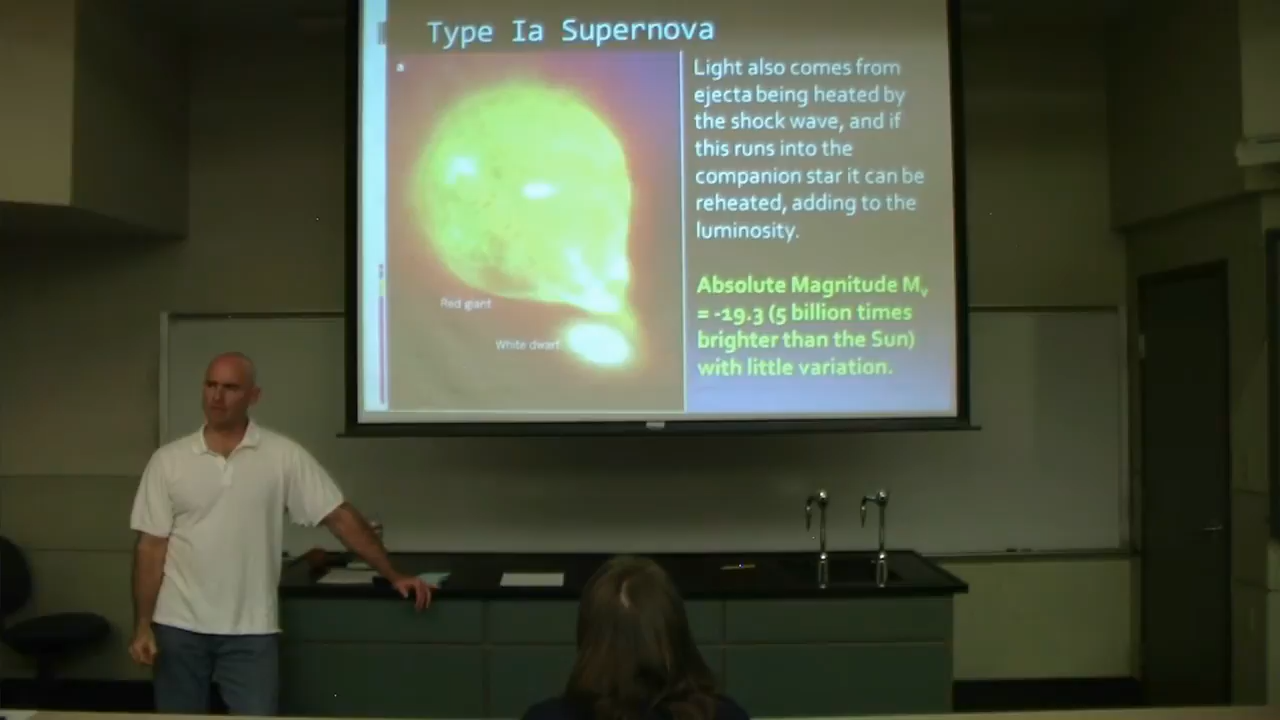 Type Ia Supernova
a
Light also comes from
ejecta being heated by
the shock wave, and if
this runs into the
companion star it can be
reheated, adding to the
luminosity.
Absolute Magnitude Mv
= -19.3 (5 billion times
brighter than the Sun)
with little variation.
Red giant
White dwarf